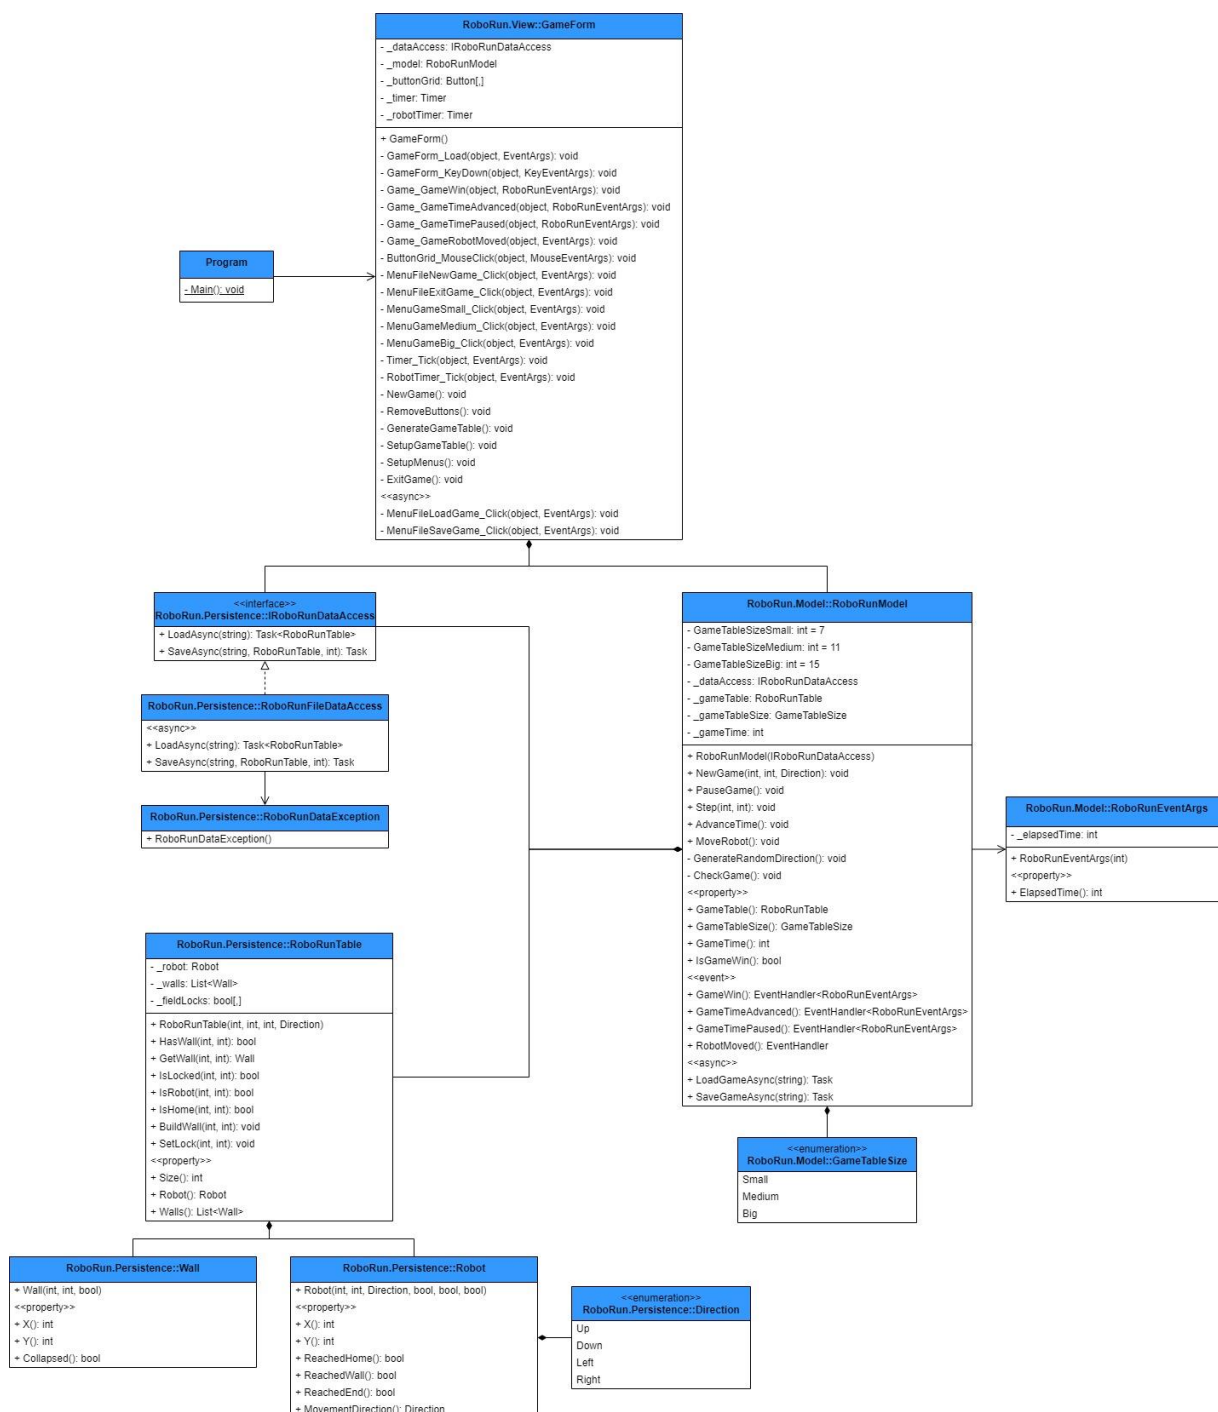 RoboRun.View::GameForm
- _dataAccess: IRoboRunDataAccess
- _model: RoboRunModel
- _buttonGrid: Button[,]
- _timer: Timer
- _robotTimer: Timer
+ GameForm()
- GameForm_Load(object, EventArgs): void
- GameForm_KeyDown(object, KeyEventArgs): void
- Game_GameWin(object, RoboRunEventArgs): void
- Game_GameTimeAdvanced(object, RoboRunEventArgs): void
- Game_GameTimePaused(object, RoboRunEventArgs): void
- Game_GameRobotMoved(object, EventArgs): void
- ButtonGrid_MouseClick(object, MouseEventArgs): void
- MenuFileNewGame_Click(object, EventArgs): void
- MenuFileExitGame_Click(object, EventArgs): void
- MenuGameSmall_Click(object, EventArgs): void
- MenuGameMedium_Click(object, EventArgs): void
- MenuGameBig_Click(object, EventArgs): void
- Timer_Tick(object, EventArgs): void
- RobotTimer_Tick(object, EventArgs): void
- NewGame(): void
- RemoveButtons(): void
- GenerateGameTable(): void
- SetupGameTable(): void
- SetupMenus(): void
- ExitGame(): void
<<async>>
- MenuFileLoadGame_Click(object, EventArgs): void
- MenuFileSaveGame_Click(object, EventArgs): void
Program
- Main(): void
<<interface>>
RoboRun.Persistence::IRoboRunDataAccess
+ LoadAsync(string): Task<RoboRunTable>
+ SaveAsync(string, RoboRunTable, int): Task
RoboRun.Persistence::RoboRunFileDataAccess
<<async>>
+ LoadAsync(string): Task<RoboRunTable>
+ SaveAsync(string, RoboRunTable, int): Task
RoboRun.Persistence::RoboRunDataException
+ RoboRunDataException()
RoboRun.Model::RoboRunModel
- GameTableSizeSmall: int = 7
- GameTableSizeMedium: int = 11
- GameTableSizeBig: int = 15
- _dataAccess: IRoboRunDataAccess
- _gameTable: RoboRunTable
- _gameTableSize: GameTableSize
- _gameTime: int
+ RoboRunModel(IRoboRunDataAccess)
+ NewGame(int, int, Direction): void
+ PauseGame(): void
+ Step(int, int): void
+ AdvanceTime(): void
+ MoveRobot(): void
- GenerateRandomDirection(): void
- CheckGame(): void
<<property>>
+ GameTable(): RoboRunTable
+ GameTableSize(): GameTableSize
+ GameTime(): int
+ IsGameWin(): bool
<<event>>
+ GameWin(): EventHandler<RoboRunEventArgs>
+ GameTimeAdvanced(): EventHandler<RoboRunEventArgs>
+ GameTimePaused(): EventHandler<RoboRunEventArgs>
+ RobotMoved(): EventHandler
<<async>>
+ LoadGameAsync(string): Task
+ SaveGameAsync(string): Task
RoboRun.Model::RoboRunEventArgs
- _elapsedTime: int
+ RoboRunEventArgs(int)
<<property>>
+ ElapsedTime(): int
RoboRun.Persistence::RoboRunTable
- _robot: Robot
- _walls: List<Wall>
- _fieldLocks: bool[,]
+ RoboRunTable(int, int, int, Direction)
+ HasWall(int, int): bool
+ GetWall(int, int): Wall
+ IsLocked(int, int): bool
+ IsRobot(int, int): bool
+ IsHome(int, int): bool
+ BuildWall(int, int): void
+ SetLock(int, int): void
<<property>>
+ Size(): int
+ Robot(): Robot
+ Walls(): List<Wall>
<<enumeration>>
RoboRun.Model::GameTableSize
Small
Medium
Big
RoboRun.Persistence::Wall
+ Wall(int, int, bool)
<<property>>
+ X(): int
+ Y(): int
+ Collapsed(): bool
RoboRun.Persistence::Robot
+ Robot(int, int, Direction, bool, bool, bool)
<<property>>
+ X(): int
+ Y(): int
+ ReachedHome(): bool
+ ReachedWall(): bool
+ ReachedEnd(): bool
+ MovementDirection(): Direction
<<enumeration>>
RoboRun.Persistence::Direction
Up
Down
Left
Right